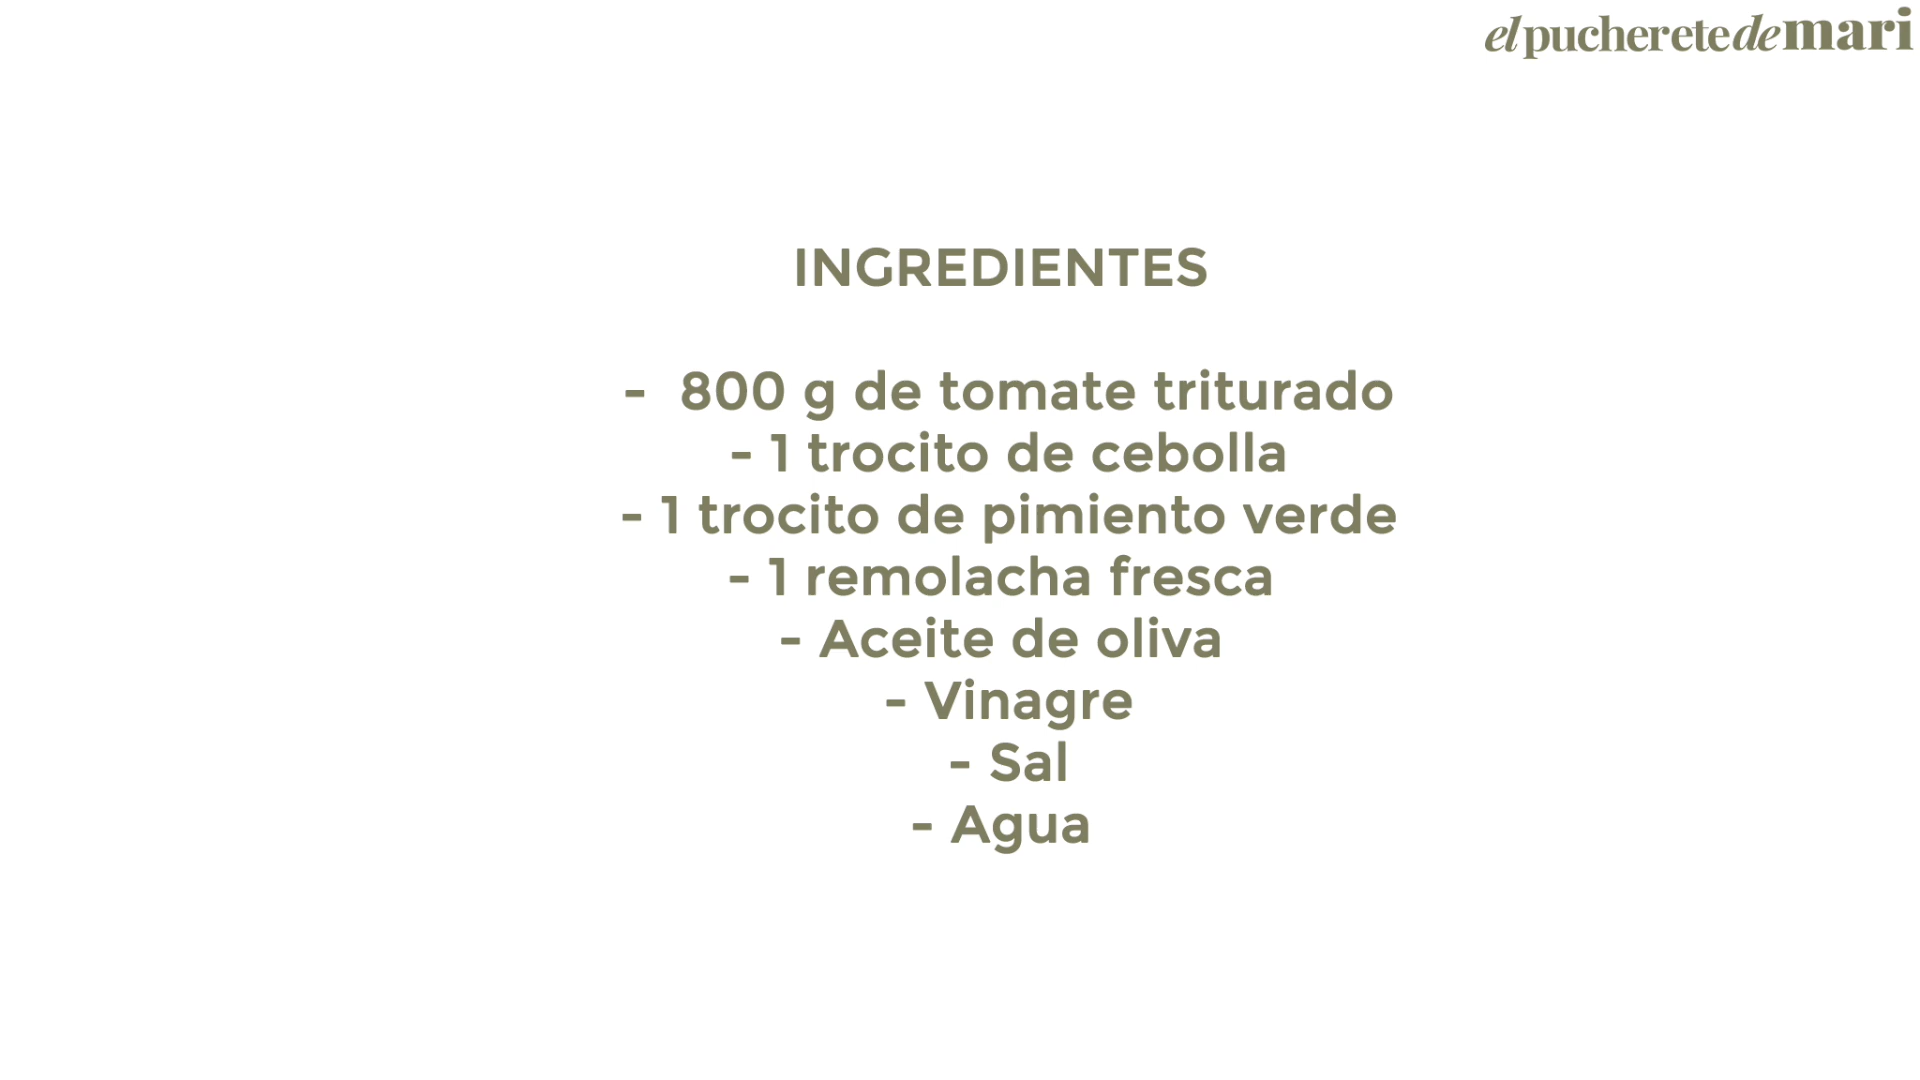 elpucheretedemari
INGREDIENTES
- 800 g de tomate triturado
- 1 trocito de cebolla
- 1 trocito de pimiento verde
- 1 remolacha fresca
- Aceite de oliva
- Vinagre
- Sal
- Agua